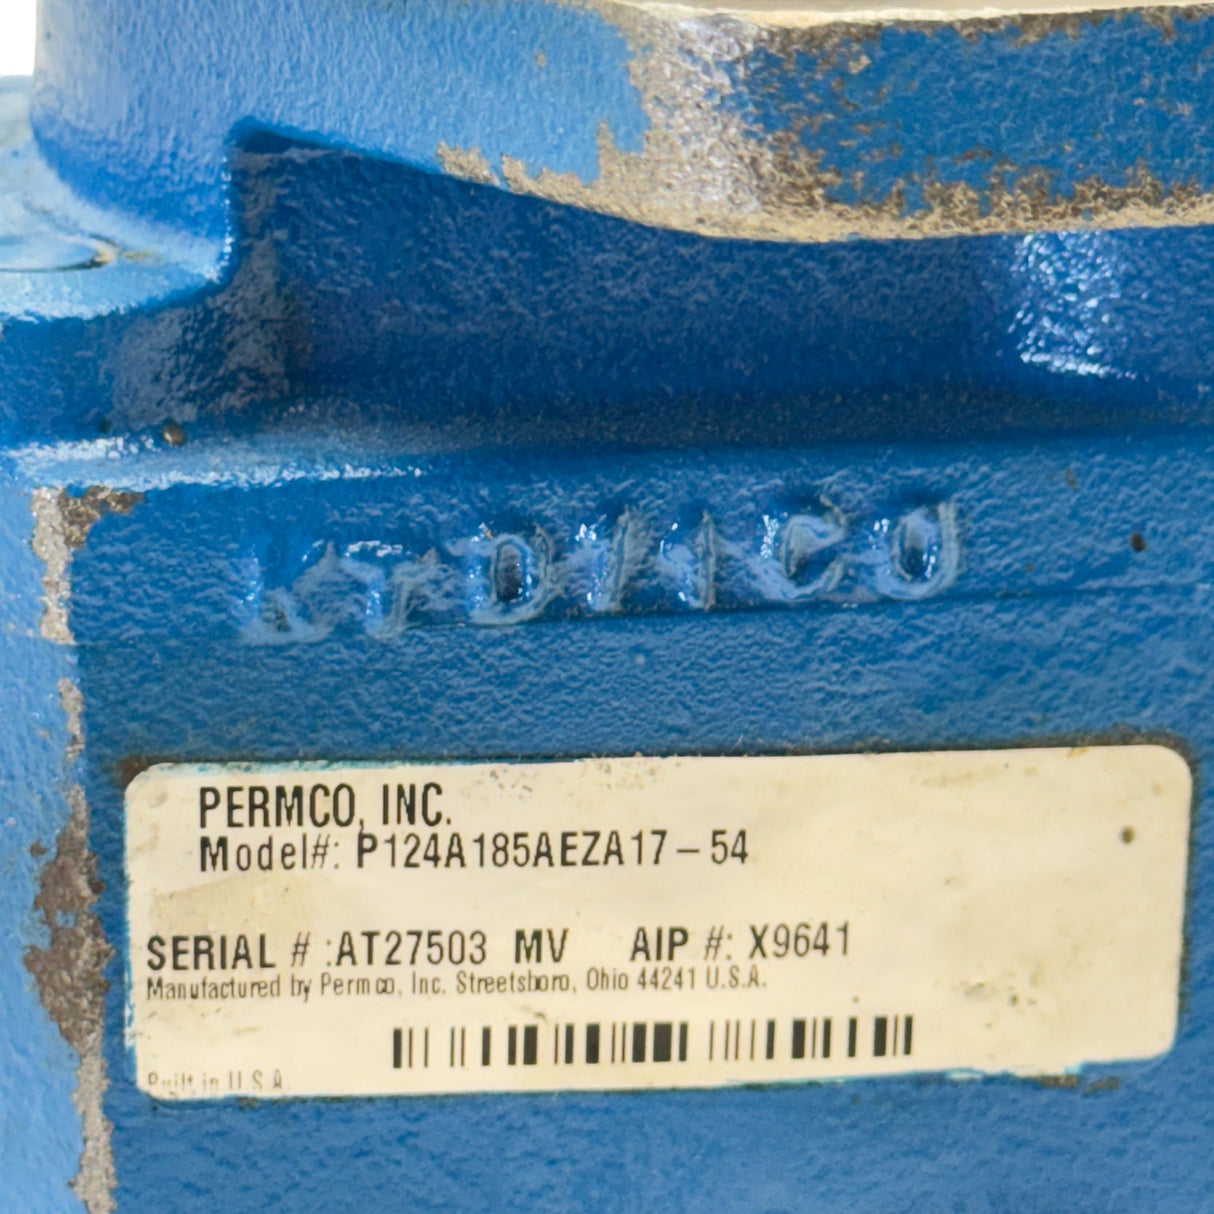 PERMCO, INC.
Model#: P124A185AEZA17-54
SERIAL # :AT27503 MV AIP #: X9641
Manufactured by Permco, Inc. Streetsboro, Ohio 44241 U.S.A.
Built in U.S.A.